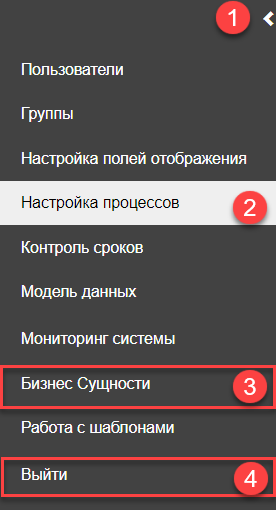 1
Пользователи
Группы
Настройка полей отображения
Настройка процессов 2
Контроль сроков
Модель данных
Мониторинг системы
Бизнес Сущности 3
Работа с шаблонами
Выйти 4